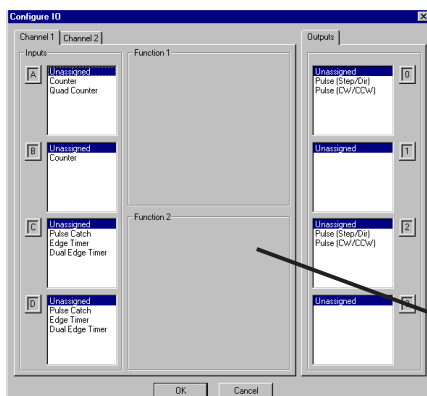 Configure IO
Channel 1 Channel 2
Outputs
Inputs
Function 1
A
Unassigned
Counter
Quad Counter
Unassigned
Pulse (Step/Dir)
Pulse (CW/CCW)
0
B
Unassigned
Counter
Unassigned
1
Function 2
C
Unassigned
Pulse Catch
Edge Timer
Dual Edge Timer
Unassigned
Pulse (Step/Dir)
Pulse (CW/CCW)
2
D
Unassigned
Pulse Catch
Edge Timer
Dual Edge Timer
Unassigned
OK Cancel